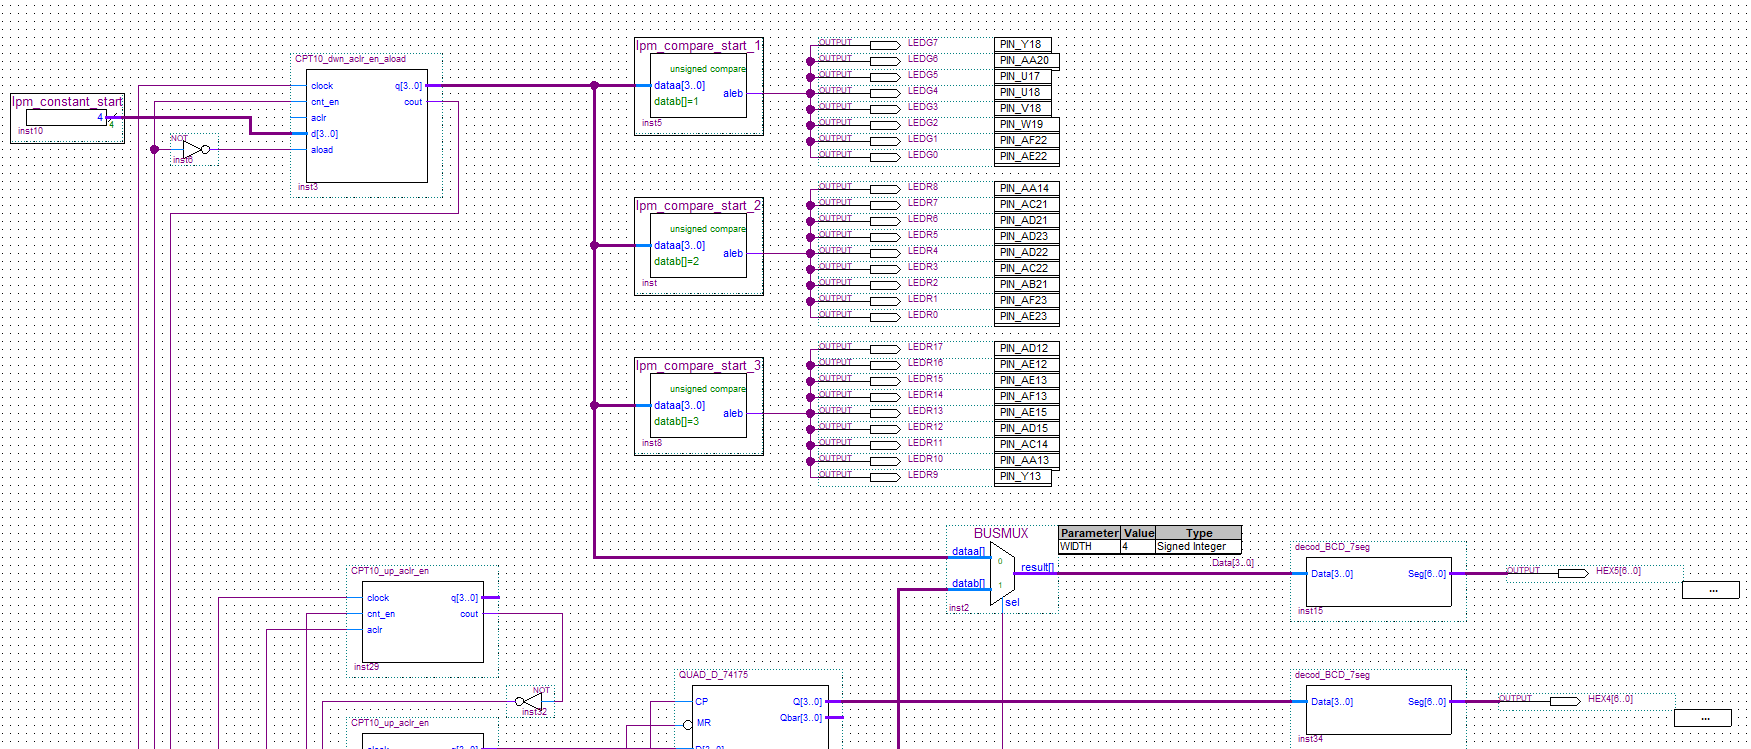 CPT10_dwn_aclr_en_aload
clock
cnt_en
aclr
d[3..0]
aload
q[3..0]
cout
inst3
lpm_constant_start
4
4
inst10
NOT
inst6
lpm_compare_start_1
unsigned compare
dataa[3..0]
datab[]=1
aleb
inst5
OUTPUT LEDG7 PIN_Y18
OUTPUT LEDG6 PIN_AA20
OUTPUT LEDG5 PIN_U17
OUTPUT LEDG4 PIN_U18
OUTPUT LEDG3 PIN_V18
OUTPUT LEDG2 PIN_W19
OUTPUT LEDG1 PIN_AF22
OUTPUT LEDG0 PIN_AE22
lpm_compare_start_2
unsigned compare
dataa[3..0]
datab[]=2
aleb
inst
OUTPUT LEDR8 PIN_AA14
OUTPUT LEDR7 PIN_AC21
OUTPUT LEDR6 PIN_AD21
OUTPUT LEDR5 PIN_AD23
OUTPUT LEDR4 PIN_AD22
OUTPUT LEDR3 PIN_AC22
OUTPUT LEDR2 PIN_AB21
OUTPUT LEDR1 PIN_AF23
OUTPUT LEDR0 PIN_AE23
lpm_compare_start_3
unsigned compare
dataa[3..0]
datab[]=3
aleb
inst8
OUTPUT LEDR17 PIN_AD12
OUTPUT LEDR16 PIN_AE12
OUTPUT LEDR15 PIN_AE13
OUTPUT LEDR14 PIN_AF13
OUTPUT LEDR13 PIN_AE15
OUTPUT LEDR12 PIN_AD15
OUTPUT LEDR11 PIN_AC14
OUTPUT LEDR10 PIN_AA13
OUTPUT LEDR9 PIN_Y13
BUSMUX
dataa[]
datab[]
0
1
result[]
sel
inst2
Parameter Value Type
WIDTH 4 Signed Integer
Data[3..0]
decod_BCD_7seg
Data[3..0] Seg[6..0]
inst15
OUTPUT HEX5[6..0]
...
CPT10_up_aclr_en
clock
cnt_en
aclr
q[3..0]
cout
inst29
NOT
inst32
CPT10_up_aclr_en
clock
q[3..0]
QUAD_D_74175
CP
MR
D[3..0]
Q[3..0]
Qbar[3..0]
decod_BCD_7seg
Data[3..0] Seg[6..0]
inst34
OUTPUT HEX4[6..0]
...